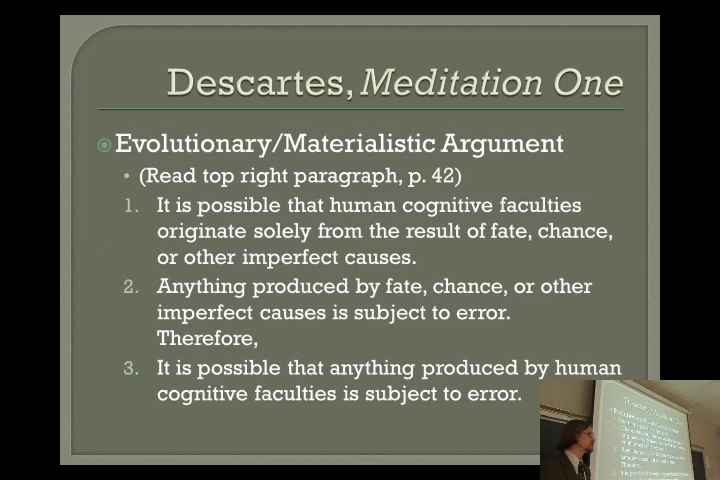 Descartes, Meditation One
Evolutionary/Materialistic Argument
(Read top right paragraph, p. 42)
1. It is possible that human cognitive faculties
originate solely from the result of fate, chance,
or other imperfect causes.
2. Anything produced by fate, chance, or other
imperfect causes is subject to error.
Therefore,
3. It is possible that anything produced by human
cognitive faculties is subject to error.